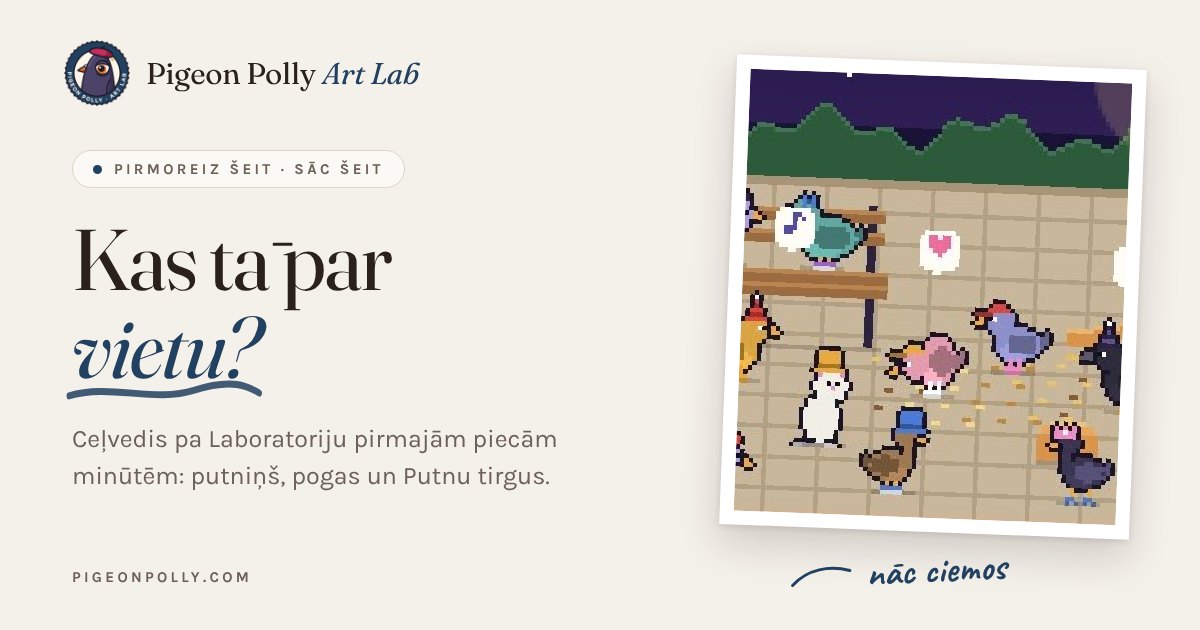 Pigeon Polly Art Lab
PIRMOREIZ ŠEIT · SĀC ŠEIT
Kas tā par
vietu?
Ceļvedis pa Laboratoriju pirmajām piecām
minūtēm: putniņš, pogas un Putnu tirgus.
PIGEONPOLLY.COM
nāc ciemos